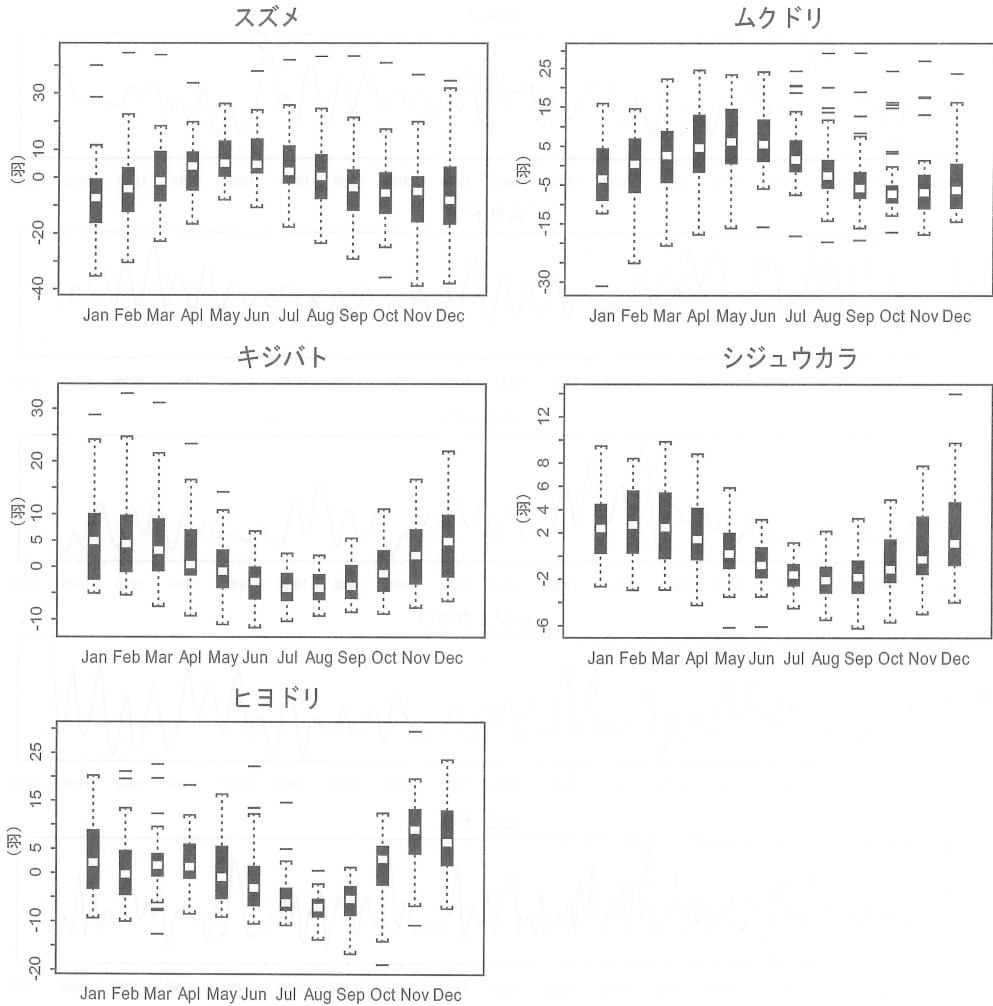 スズメ
(羽)
30
10
0
-20
-40
Jan Feb Mar Apl May Jun Jul Aug Sep Oct Nov Dec
ムクドリ
(羽)
25
15
5
-5
-15
-30
Jan Feb Mar Apl May Jun Jul Aug Sep Oct Nov Dec
キジバト
(羽)
30
20
10
5
0
-10
Jan Feb Mar Apl May Jun Jul Aug Sep Oct Nov Dec
シジュウカラ
(羽)
12
8
6
4
2
-2
-6
Jan Feb Mar Apl May Jun Jul Aug Sep Oct Nov Dec
ヒヨドリ
(羽)
25
15
5
0
-10
-20
Jan Feb Mar Apl May Jun Jul Aug Sep Oct Nov Dec